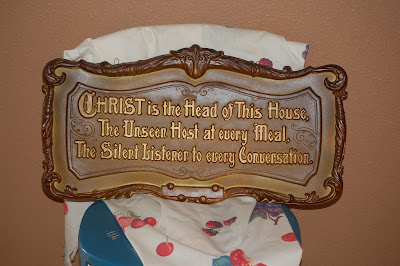 CHRIST is the Head of This House,
The Unseen Host at every Meal,
The Silent Listener to every Conversation.